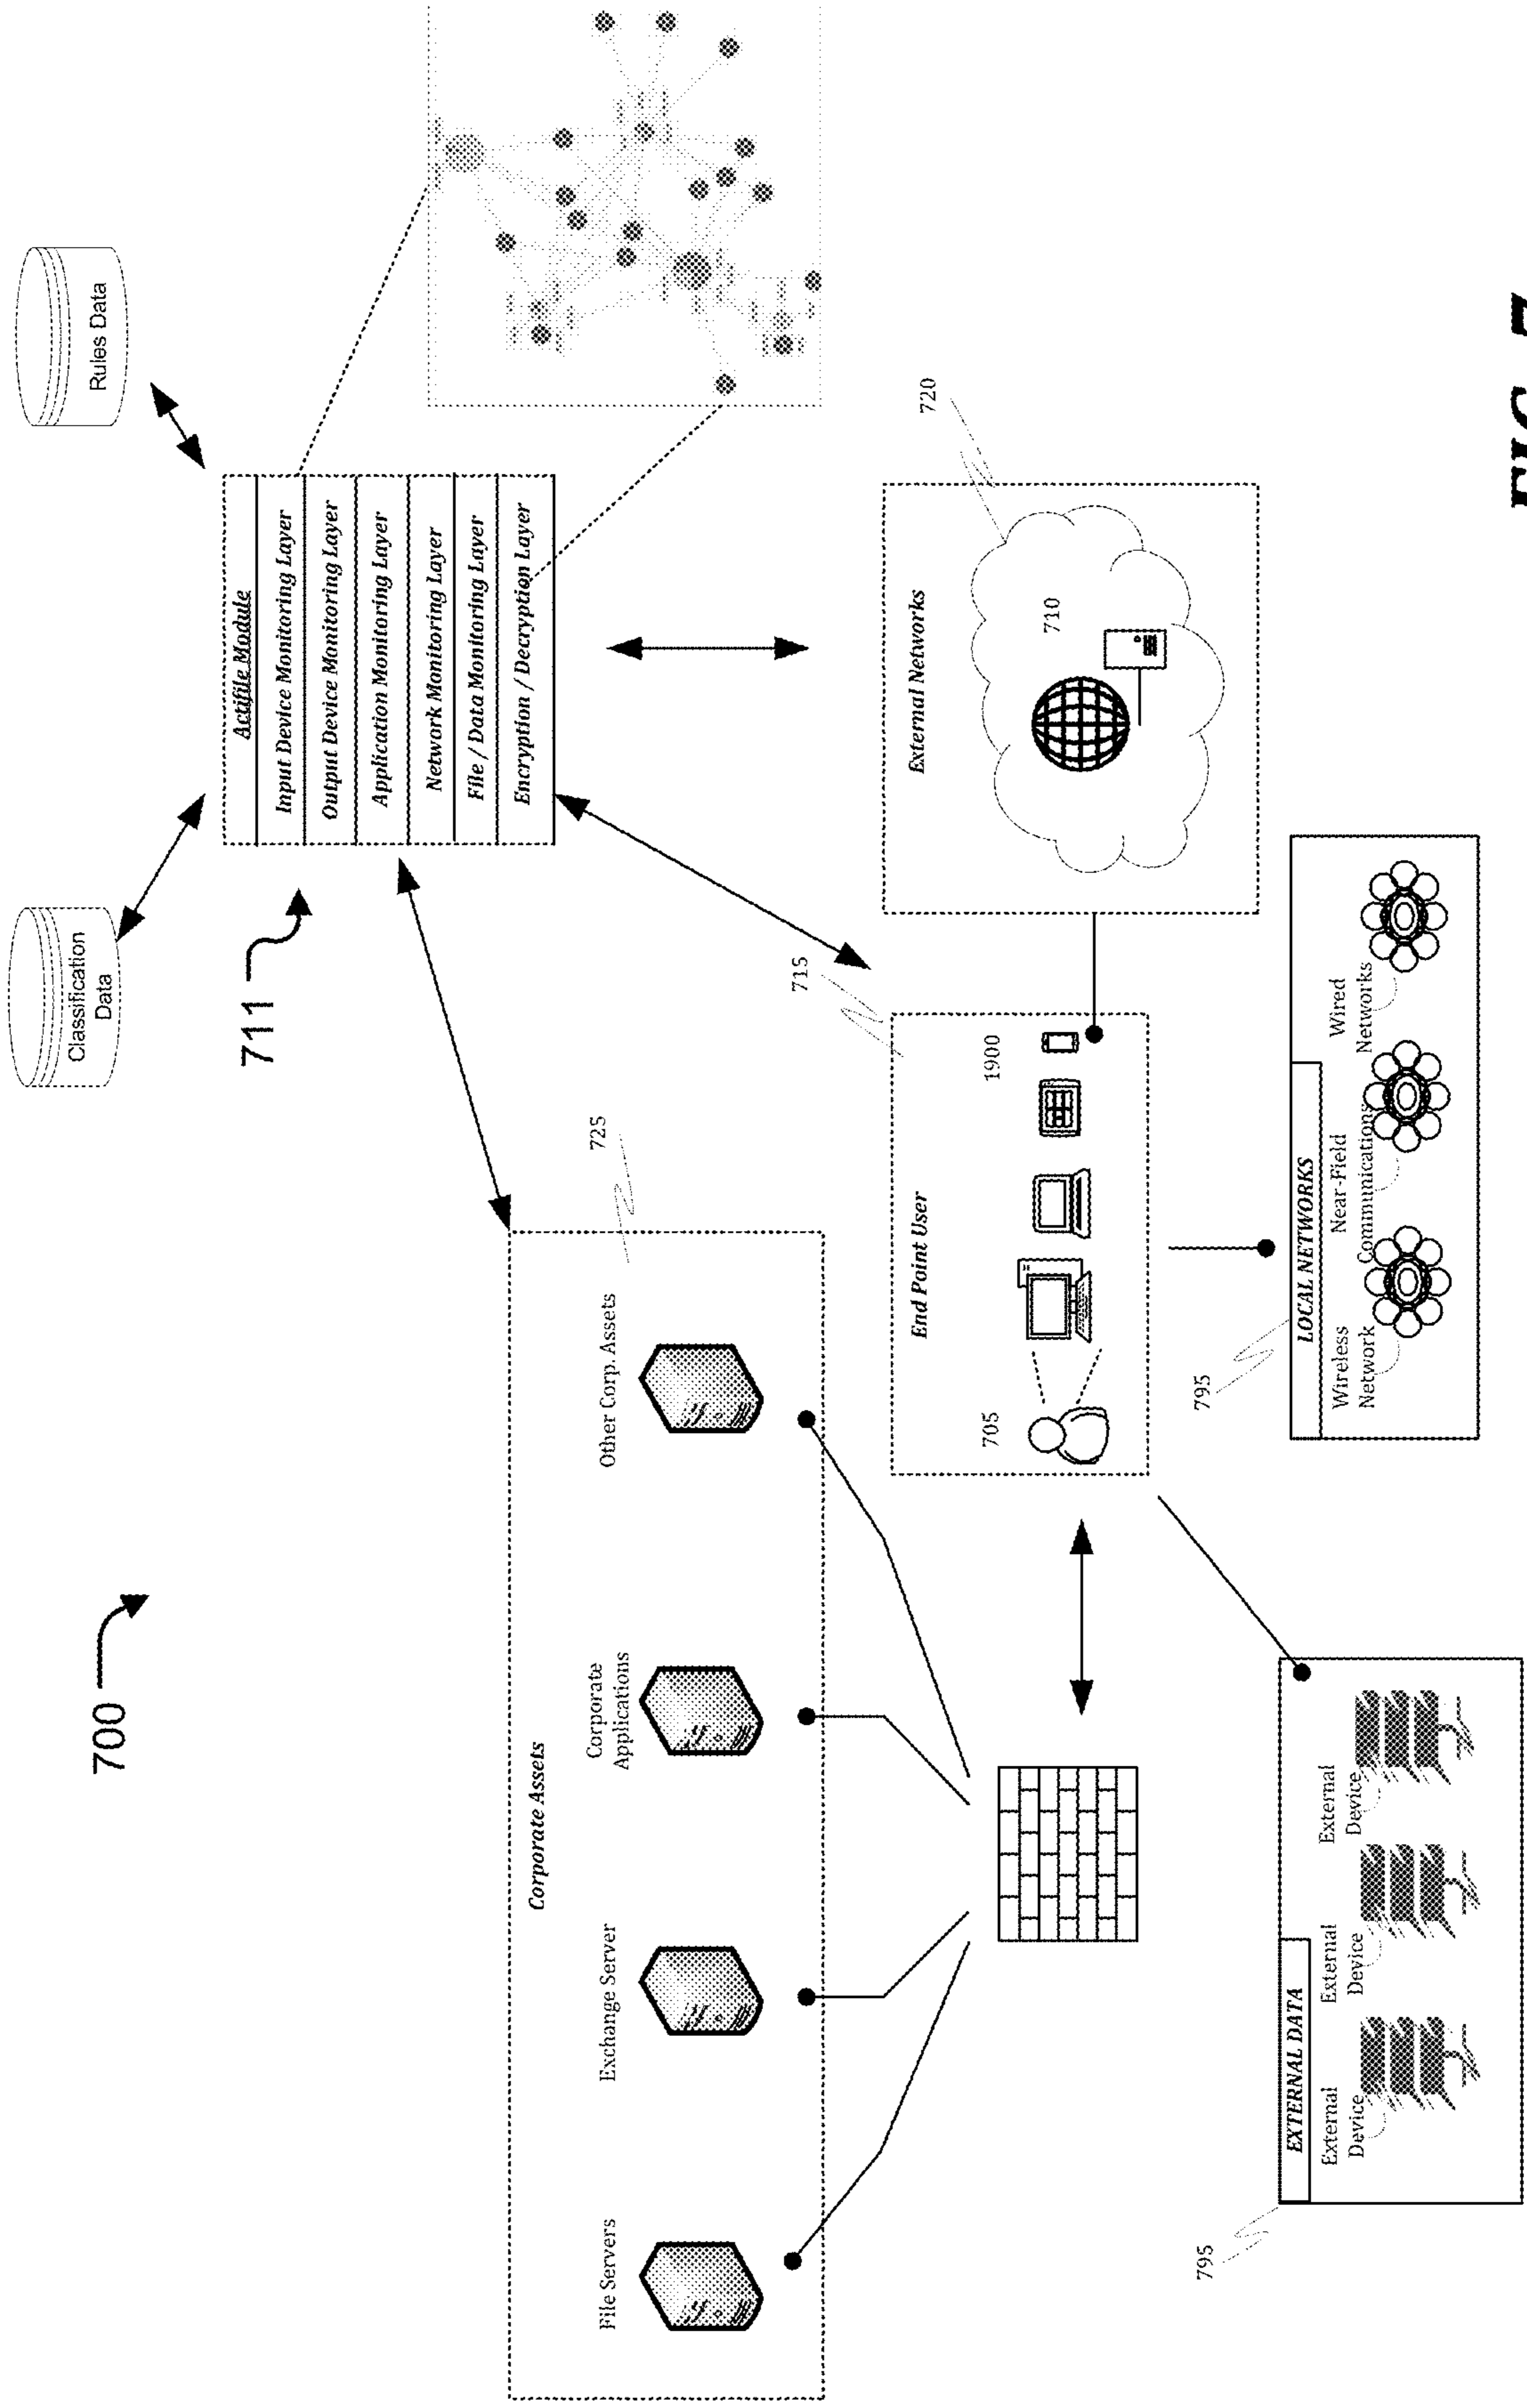 700
Classification
Data
Rules Data
711
Actifile Module
Input Device Monitoring Layer
Output Device Monitoring Layer
Application Monitoring Layer
Network Monitoring Layer
File / Data Monitoring Layer
Encryption / Decryption Layer
Corporate Assets
725
File Servers
Exchange Server
Corporate
Applications
Other Corp. Assets
715
End Point User
705
1900
720
External Networks
710
795
EXTERNAL DATA
External
Device
External
Device
External
Device
795
LOCAL NETWORKS
Wireless
Network
Near-Field
Communications
Wired
Networks